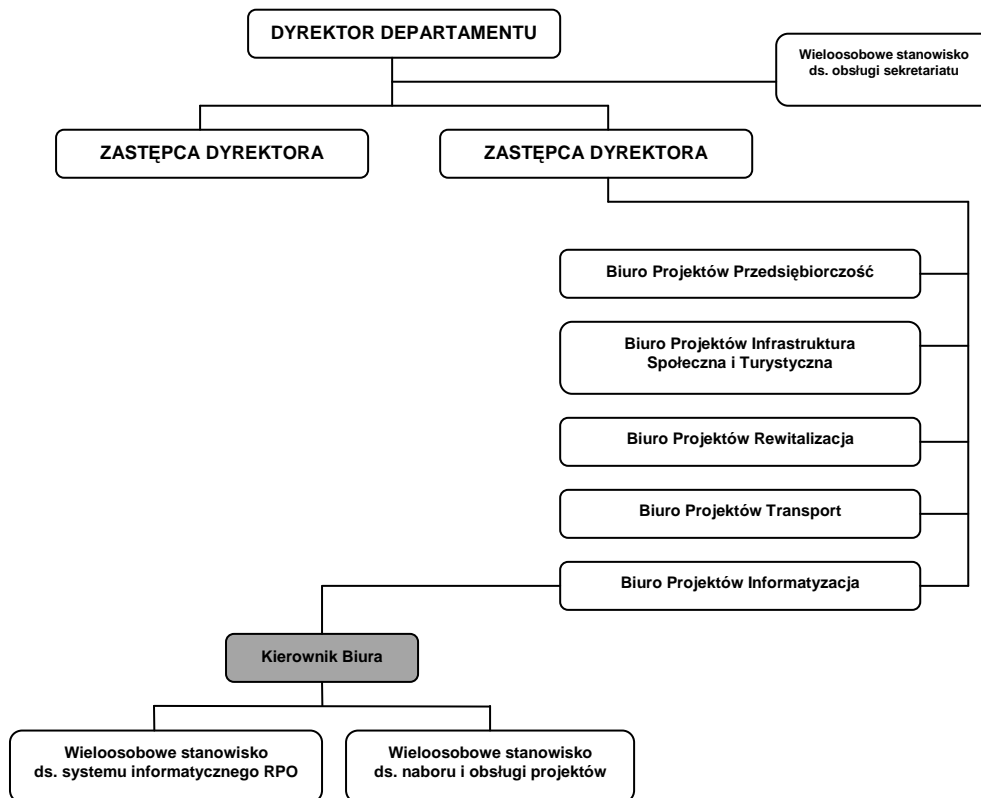 DYREKTOR DEPARTAMENTU
Wieloosobowe stanowisko
ds. obsługi sekretariatu
ZASTĘPCA DYREKTORA
ZASTĘPCA DYREKTORA
Biuro Projektów Przedsiębiorczość
Biuro Projektów Infrastruktura
Społeczna i Turystyczna
Biuro Projektów Rewitalizacja
Biuro Projektów Transport
Biuro Projektów Informatyzacja
Kierownik Biura
Wieloosobowe stanowisko
ds. systemu informatycznego RPO
Wieloosobowe stanowisko
ds. naboru i obsługi projektów